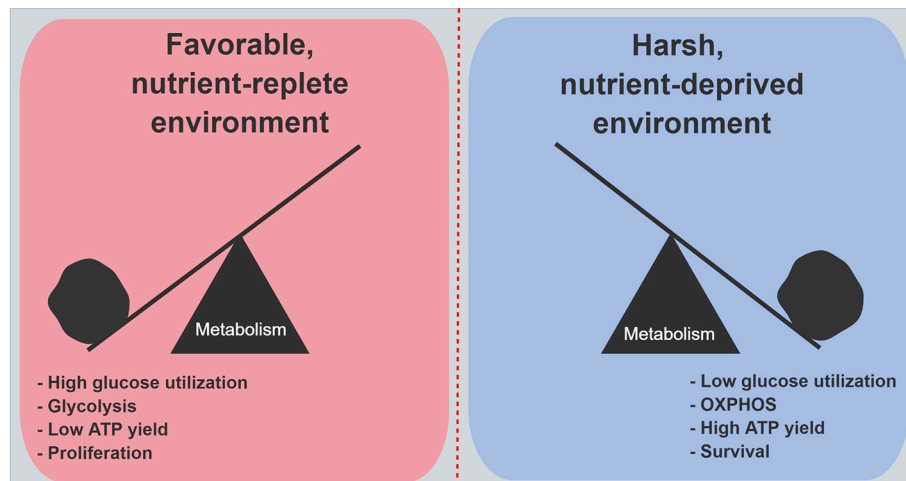 Favorable,
nutrient-replete
environment
Metabolism
- High glucose utilization
- Glycolysis
- Low ATP yield
- Proliferation
Harsh,
nutrient-deprived
environment
Metabolism
- Low glucose utilization
- OXPHOS
- High ATP yield
- Survival